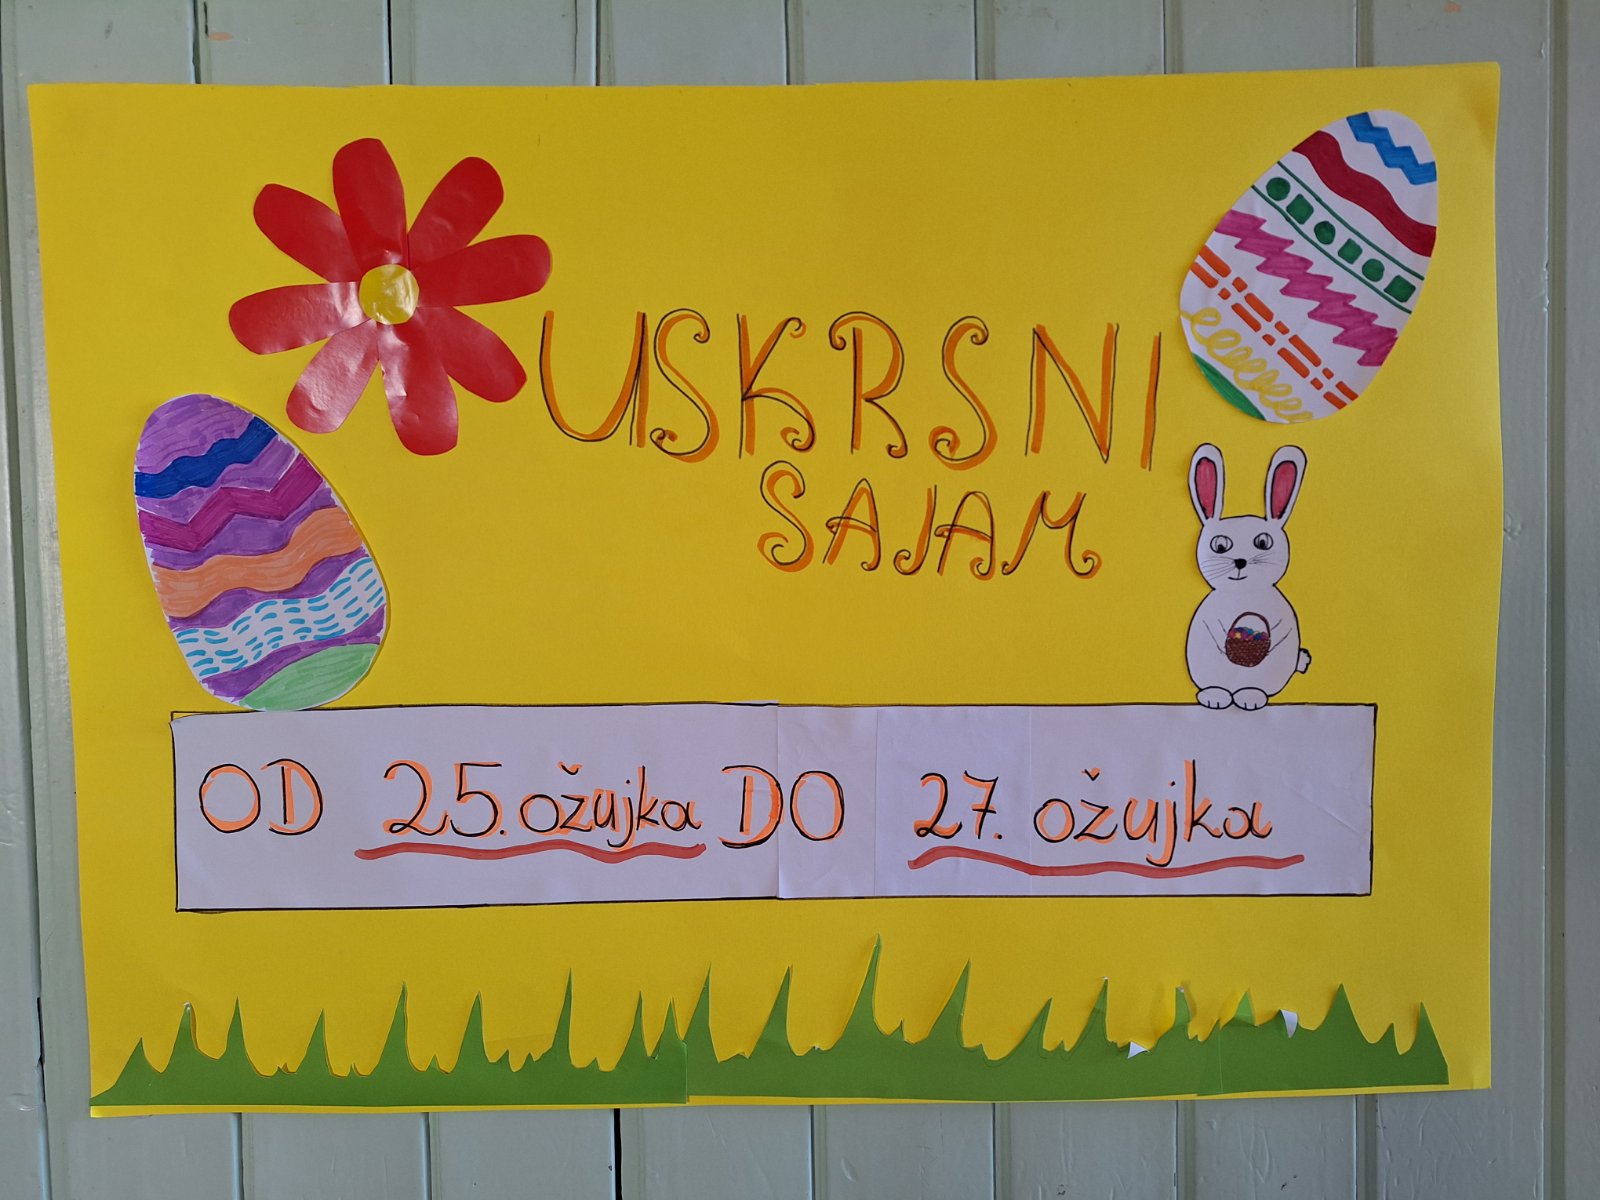 USKRSNI
SAJAM
OD 25. ožujka DO 27. ožujka